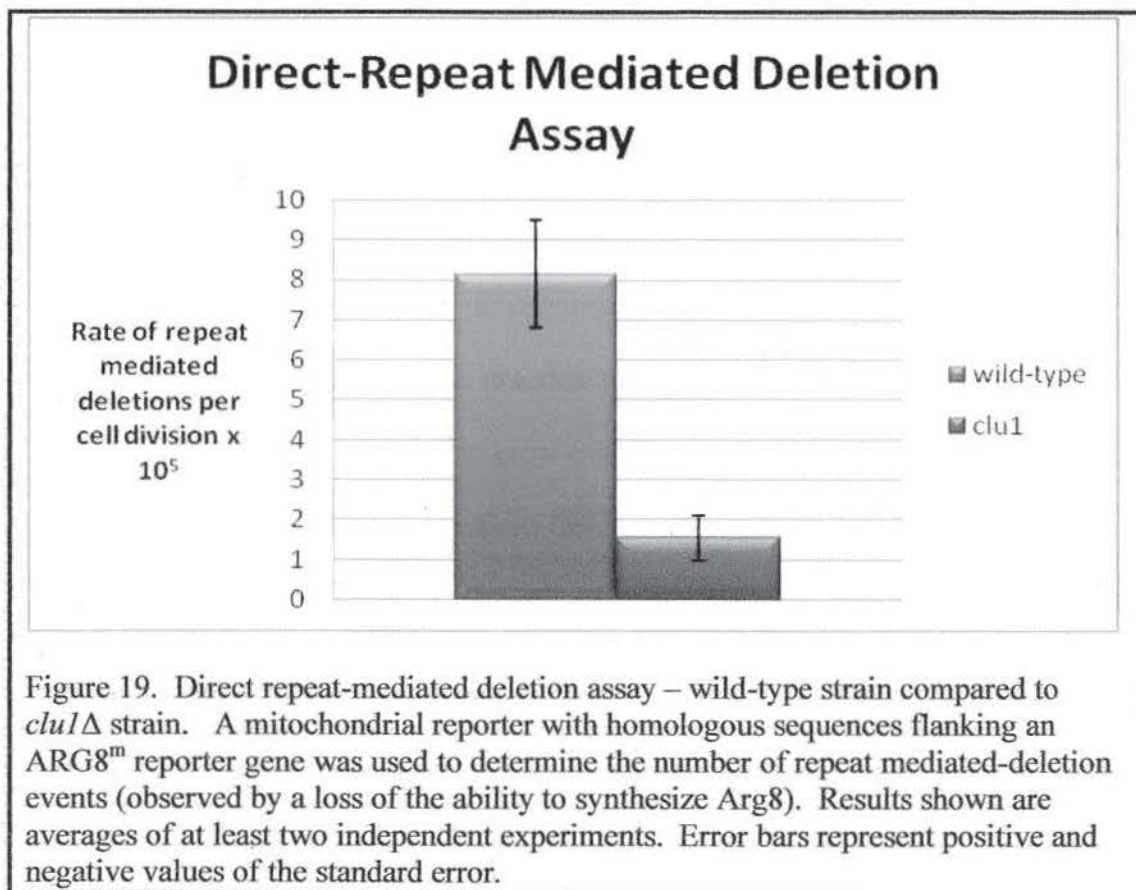 Direct-Repeat Mediated Deletion
Assay
10
9
8
7
6
5
4
3
2
1
0
Rate of repeat
mediated
deletions per
cell division x
10⁵
wild-type
clu1
Figure 19. Direct repeat-mediated deletion assay – wild-type strain compared to
clu1Δ strain. A mitochondrial reporter with homologous sequences flanking an
ARG8ᵐ reporter gene was used to determine the number of repeat mediated-deletion
events (observed by a loss of the ability to synthesize Arg8). Results shown are
averages of at least two independent experiments. Error bars represent positive and
negative values of the standard error.